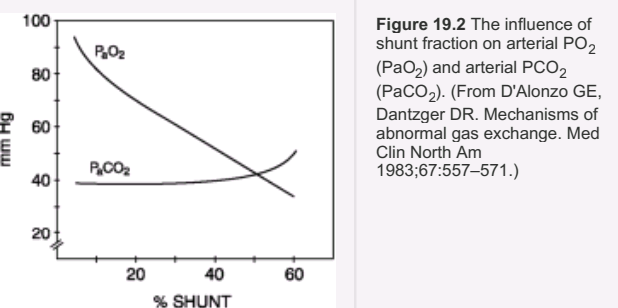 100
80
60
40
20
mm Hg
PaO2
PaCO2
20 40 60
% SHUNT
Figure 19.2 The influence of
shunt fraction on arterial PO2
(PaO2) and arterial PCO2
(PaCO2). (From D'Alonzo GE,
Dantzger DR. Mechanisms of
abnormal gas exchange. Med
Clin North Am
1983;67:557–571.)